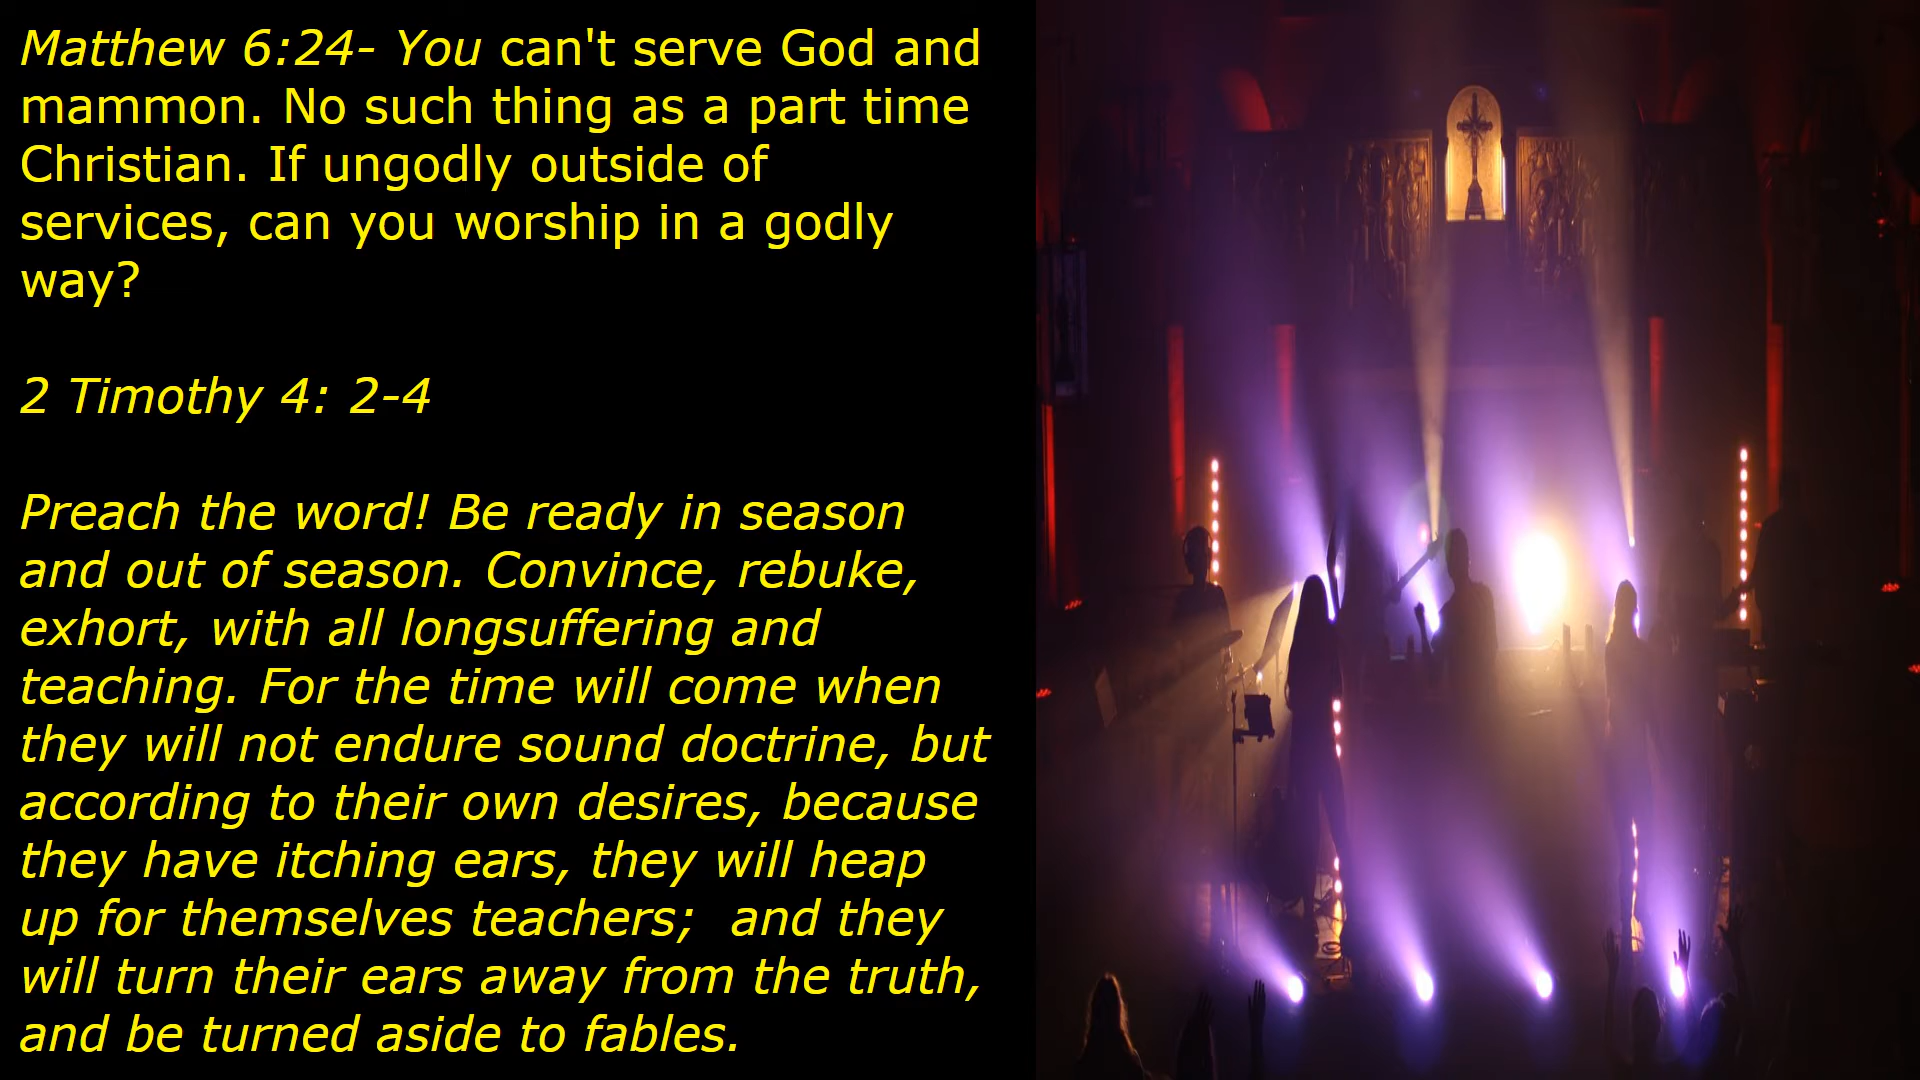 Matthew 6:24- You can't serve God and
mammon. No such thing as a part time
Christian. If ungodly outside of
services, can you worship in a godly
way?
2 Timothy 4: 2-4
Preach the word! Be ready in season
and out of season. Convince, rebuke,
exhort, with all longsuffering and
teaching. For the time will come when
they will not endure sound doctrine, but
according to their own desires, because
they have itching ears, they will heap
up for themselves teachers;  and they
will turn their ears away from the truth,
and be turned aside to fables.